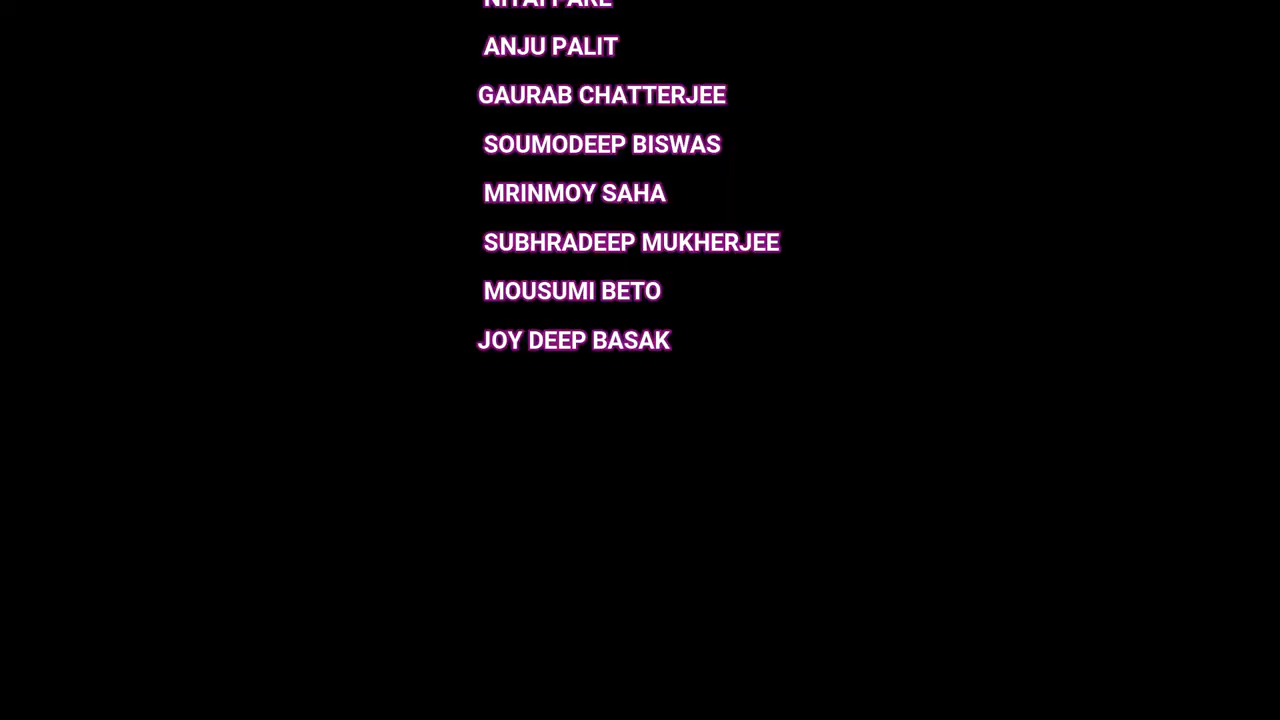 ANJU PALIT
GAURAB CHATTERJEE
SOUMODEEP BISWAS
MRINMOY SAHA
SUBHRADEEP MUKHERJEE
MOUSUMI BETO
JOY DEEP BASAK